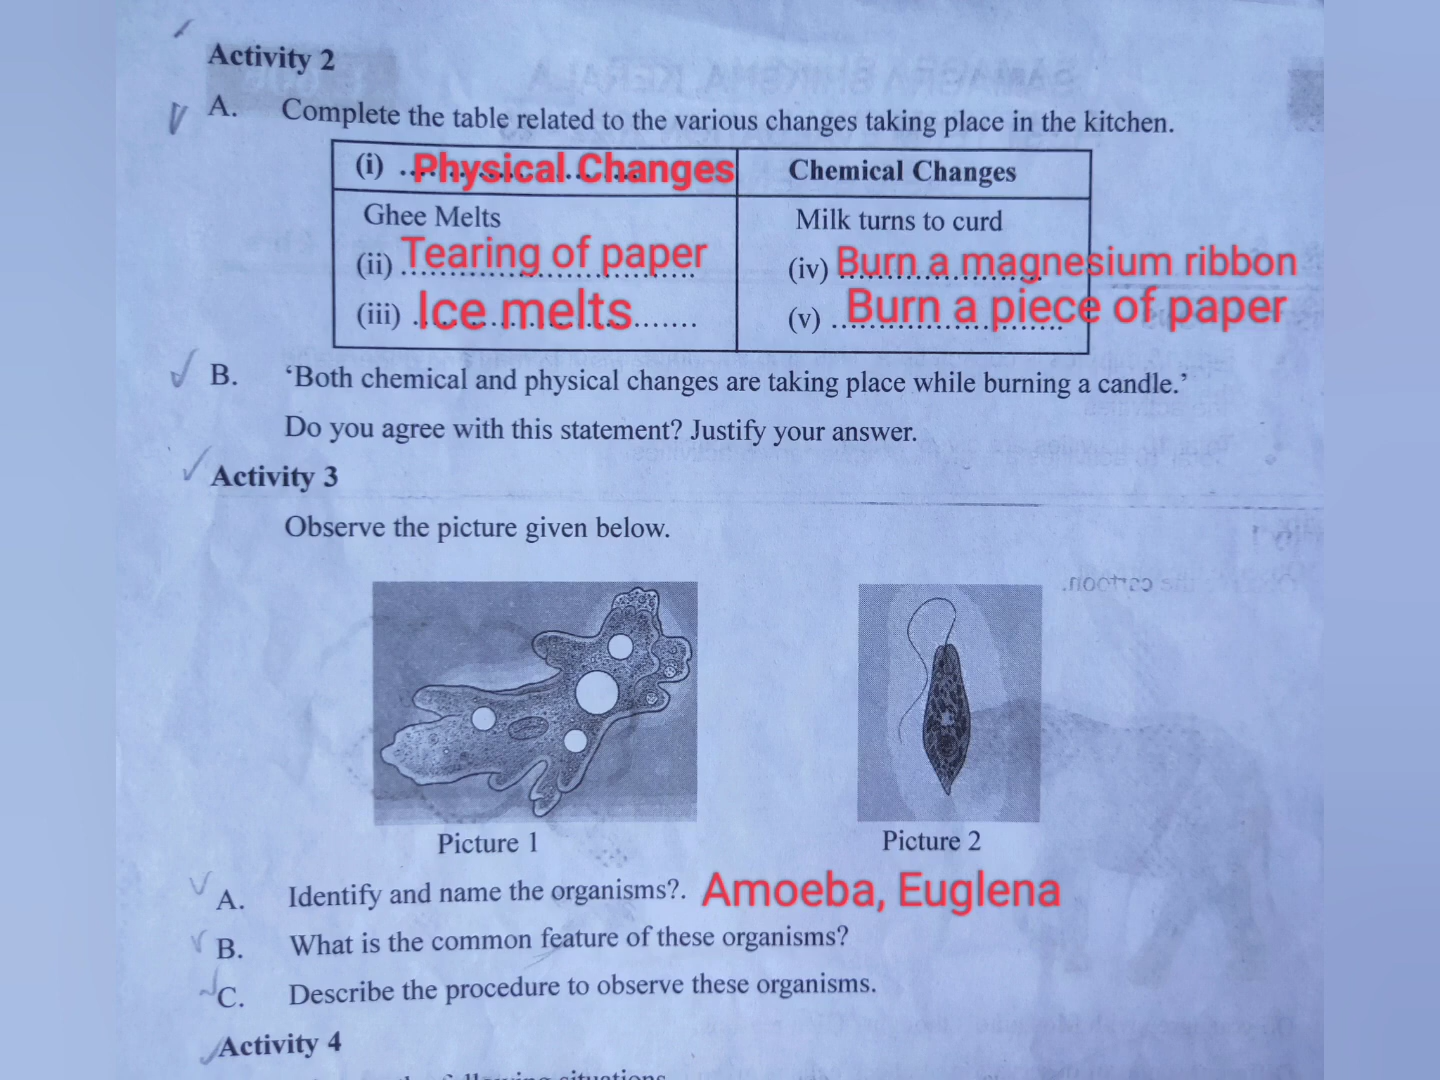 Activity 2
A. Complete the table related to the various changes taking place in the kitchen.
(i) ..Physical Changes Chemical Changes
Ghee Melts Milk turns to curd
(ii) Tearing of paper (iv) Burn a magnesium ribbon
(iii) Ice melts (v) Burn a piece of paper
B. ‘Both chemical and physical changes are taking place while burning a candle.’
Do you agree with this statement? Justify your answer.
Activity 3
Observe the picture given below.
Picture 1 Picture 2
A. Identify and name the organisms?. Amoeba, Euglena
B. What is the common feature of these organisms?
C. Describe the procedure to observe these organisms.
Activity 4